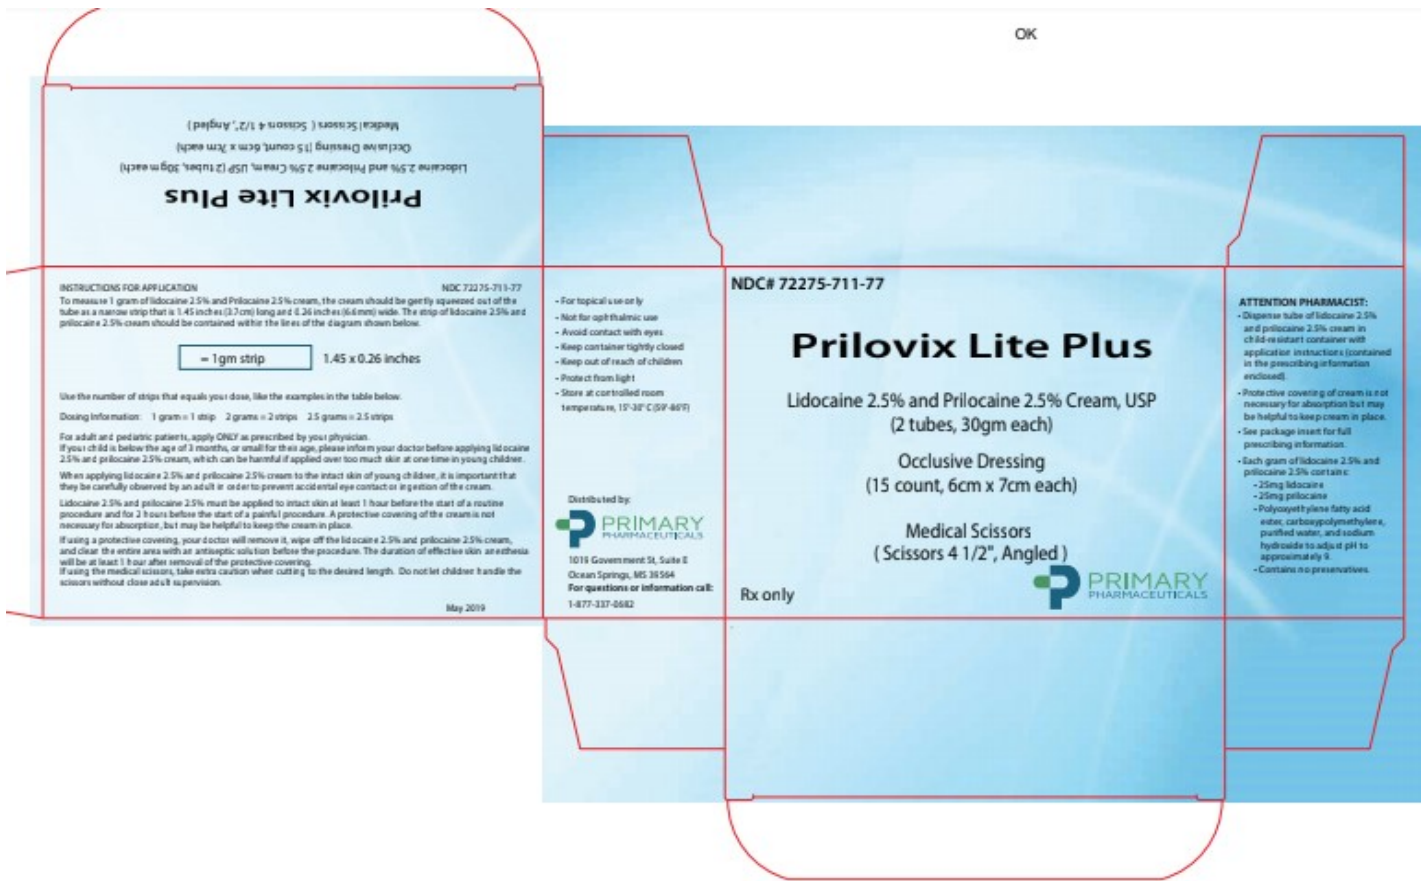 OK
Prilovix Lite Plus
Lidocaine 2.5% and Prilocaine 2.5% Cream, USP (2 tubes, 30gm each)
Occlusive Dressing (15 count, 6cm x 7cm each)
Medical Scissors ( Scissors 4 1/2", Angled )
INSTRUCTIONS FOR APPLICATION NDC 72275-711-77
To measure 1 gram of lidocaine 2.5% and Prilocaine 2.5% cream, the cream should be gently squeezed out of the
tube as a narrow strip that is 1.45 inches (3.7cm) long and 0.26 inches (6.6mm) wide. The strip of lidocaine 2.5% and
prilocaine 2.5% cream should be contained within the lines of the diagram shown below.
= 1gm strip 1.45 x 0.26 inches
Use the number of strips that equals your dose, like the examples in the table below.
Dosing Information: 1 gram = 1 strip 2 grams = 2 strips 2.5 grams = 2.5 strips
For adult and pediatric patients, apply ONLY as prescribed by your physician.
If your child is below the age of 3 months, or small for their age, please inform your doctor before applying lidocaine
2.5% and prilocaine 2.5% cream, which can be harmful if applied over too much skin at one time in young children.
When applying lidocaine 2.5% and prilocaine 2.5% cream to the intact skin of young children, it is important that
they be carefully observed by an adult in order to prevent accidental eye contact or ingestion of the cream.
Lidocaine 2.5% and prilocaine 2.5% must be applied to intact skin at least 1 hour before the start of a routine
procedure and for 2 hours before the start of a painful procedure. A protective covering of the cream is not
necessary for absorption, but may be helpful to keep the cream in place.
If using a protective covering, your doctor will remove it, wipe off the lidocaine 2.5% and prilocaine 2.5% cream,
and clean the entire area with an antiseptic solution before the procedure. The duration of effective skin anesthesia
will be at least 1 hour after removal of the protective covering.
If using the medical scissors, take extra caution when cutting to the desired length. Do not let children handle the
scissors without close adult supervision.
May 2019
• For topical use only
• Not for ophthalmic use
• Avoid contact with eyes
• Keep container tightly closed
• Keep out of reach of children
• Protect from light
• Store at controlled room
temperature, 15°-30° C (59°-86°F)
Distributed by:
PRIMARY
PHARMACEUTICALS
1019 Government St, Suite E
Ocean Springs, MS 39564
For questions or information call:
1-877-337-0682
NDC# 72275-711-77
Prilovix Lite Plus
Lidocaine 2.5% and Prilocaine 2.5% Cream, USP
(2 tubes, 30gm each)
Occlusive Dressing
(15 count, 6cm x 7cm each)
Medical Scissors
( Scissors 4 1/2", Angled )
Rx only
PRIMARY
PHARMACEUTICALS
ATTENTION PHARMACIST:
• Dispense tube of lidocaine 2.5%
and prilocaine 2.5% cream in
child-resistant container with
application instructions (contained
in the prescribing information
enclosed).
• Protective covering of cream is not
necessary for absorption but may
be helpful to keep cream in place.
• See package insert for full
prescribing information.
• Each gram of lidocaine 2.5% and
prilocaine 2.5% contains:
• 25mg lidocaine
• 25mg prilocaine
• Polyoxyethylene fatty acid
ester, carboxypolymethylene,
purified water, and sodium
hydroxide to adjust pH to
approximately 9.
• Contains no preservatives.